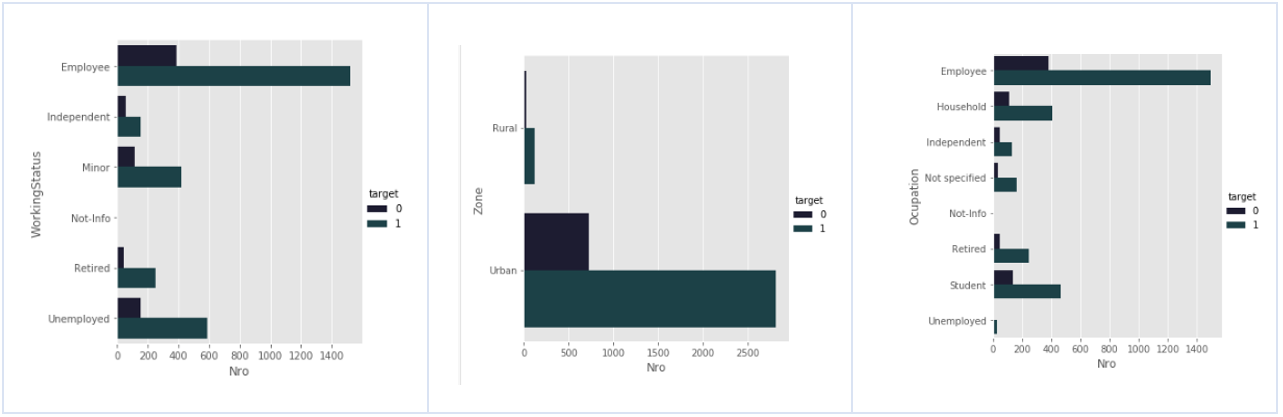 WorkingStatus
Employee
Independent
Minor
Not-Info
Retired
Unemployed
0 200 400 600 800 1000 1200 1400
Nro
target
0
1
Zone
Rural
Urban
0 500 1000 1500 2000 2500
Nro
target
0
1
Ocupation
Employee
Household
Independent
Not specified
Not-Info
Retired
Student
Unemployed
0 200 400 600 800 1000 1200 1400
Nro
target
0
1